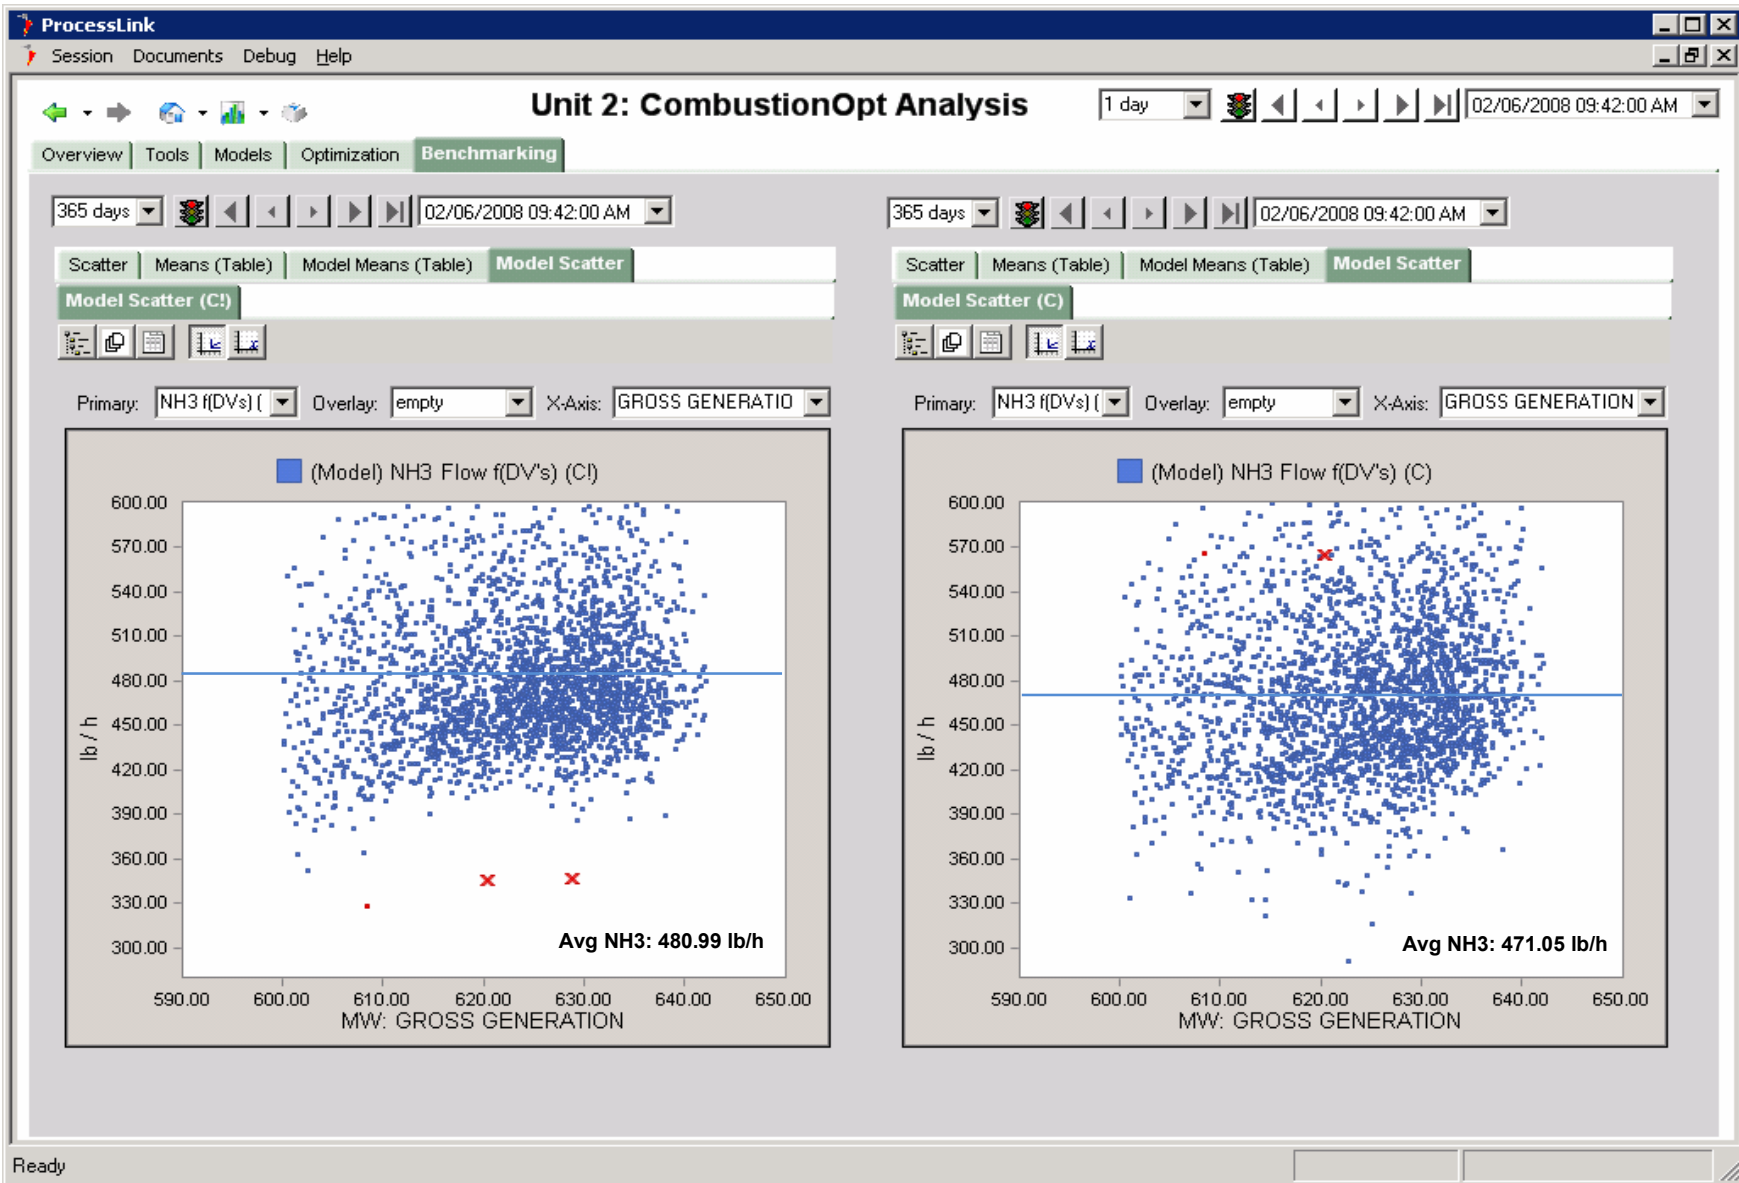 ProcessLink
Session Documents Debug Help
Unit 2: CombustionOpt Analysis
1 day
02/06/2008 09:42:00 AM
Overview Tools Models Optimization Benchmarking
365 days
02/06/2008 09:42:00 AM
Scatter Means (Table) Model Means (Table) Model Scatter
Model Scatter (C!)
Primary: NH3 f(DVs) ( Overlay: empty X-Axis: GROSS GENERATIO
(Model) NH3 Flow f(DV's) (C!)
600.00
570.00
540.00
510.00
480.00
450.00
420.00
390.00
360.00
330.00
300.00
lb / h
Avg NH3: 480.99 lb/h
590.00 600.00 610.00 620.00 630.00 640.00 650.00
MW: GROSS GENERATION
365 days
02/06/2008 09:42:00 AM
Scatter Means (Table) Model Means (Table) Model Scatter
Model Scatter (C)
Primary: NH3 f(DVs) ( Overlay: empty X-Axis: GROSS GENERATION
(Model) NH3 Flow f(DV's) (C)
600.00
570.00
540.00
510.00
480.00
450.00
420.00
390.00
360.00
330.00
300.00
lb / h
Avg NH3: 471.05 lb/h
590.00 600.00 610.00 620.00 630.00 640.00 650.00
MW: GROSS GENERATION
Ready